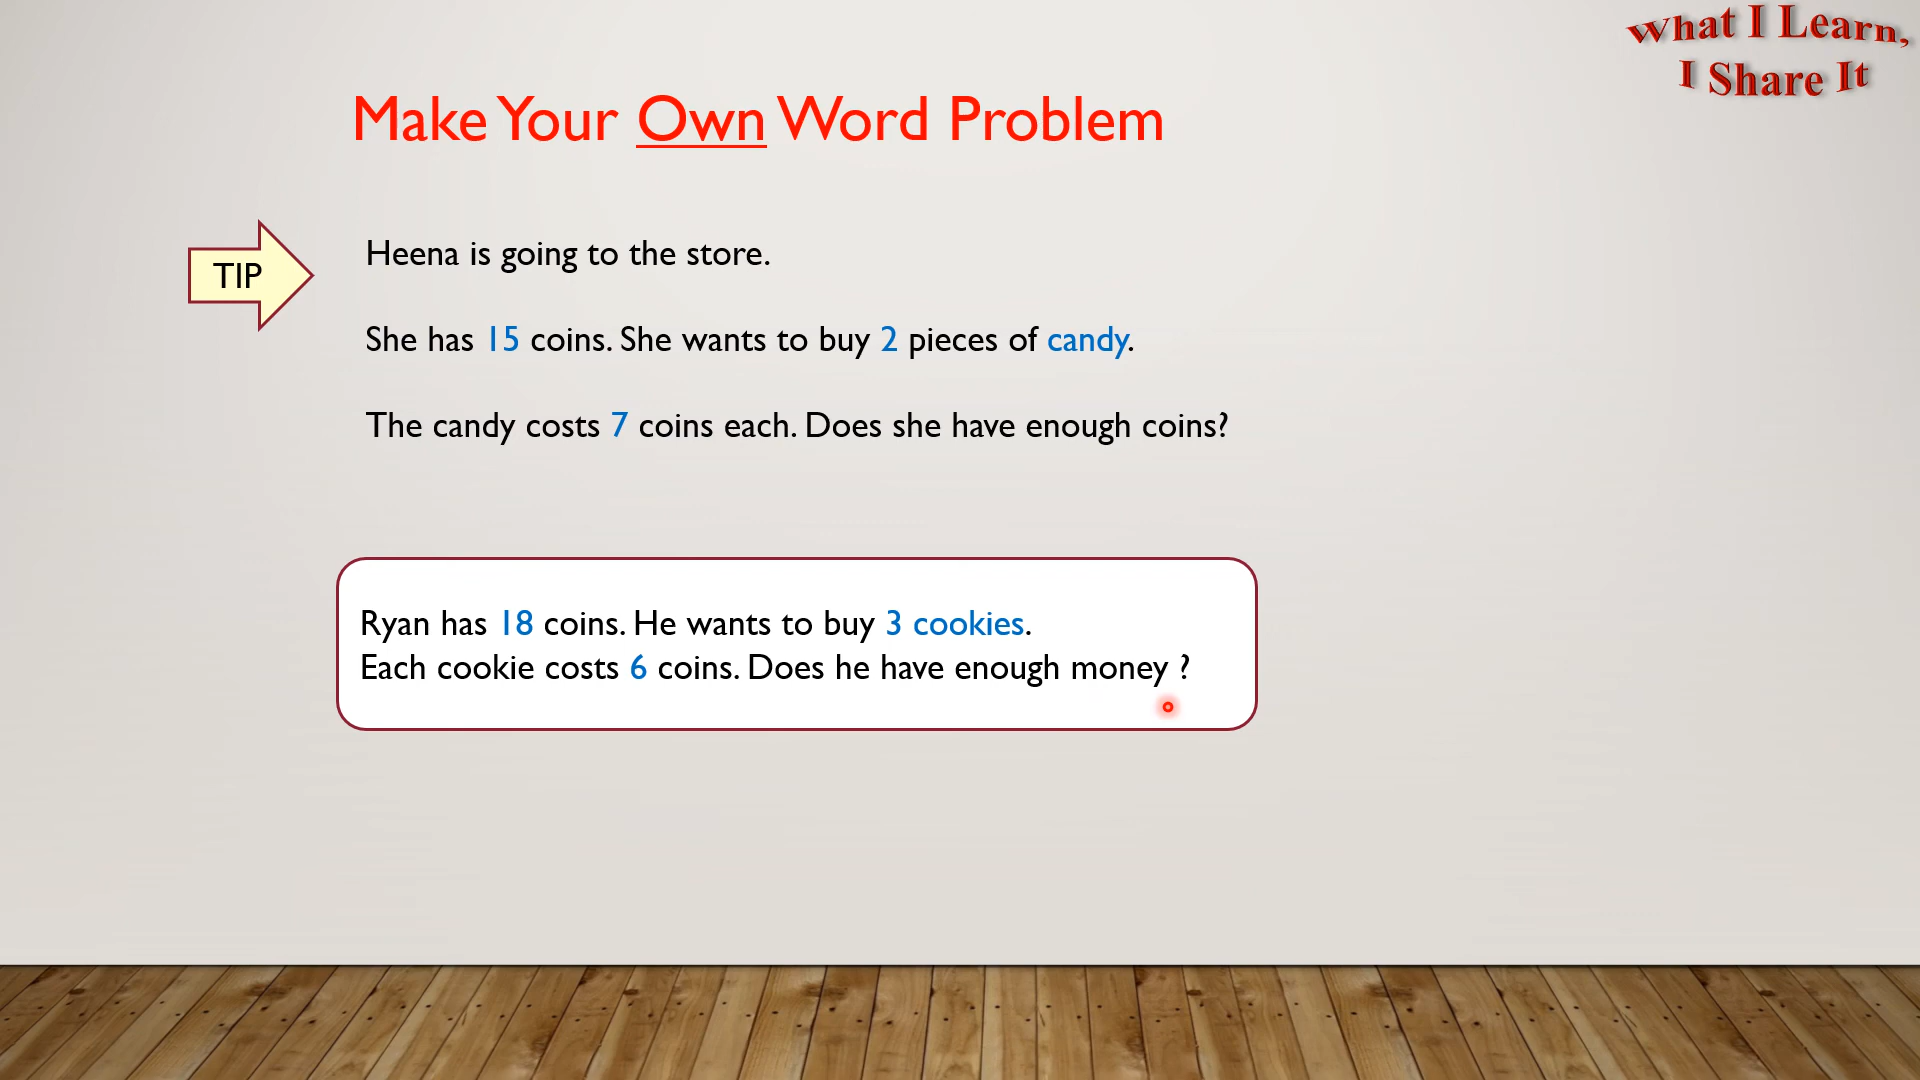 What I Learn,
I Share It
Make Your Own Word Problem
TIP
Heena is going to the store.
She has 15 coins. She wants to buy 2 pieces of candy.
The candy costs 7 coins each. Does she have enough coins?
Ryan has 18 coins. He wants to buy 3 cookies.
Each cookie costs 6 coins. Does he have enough money ?